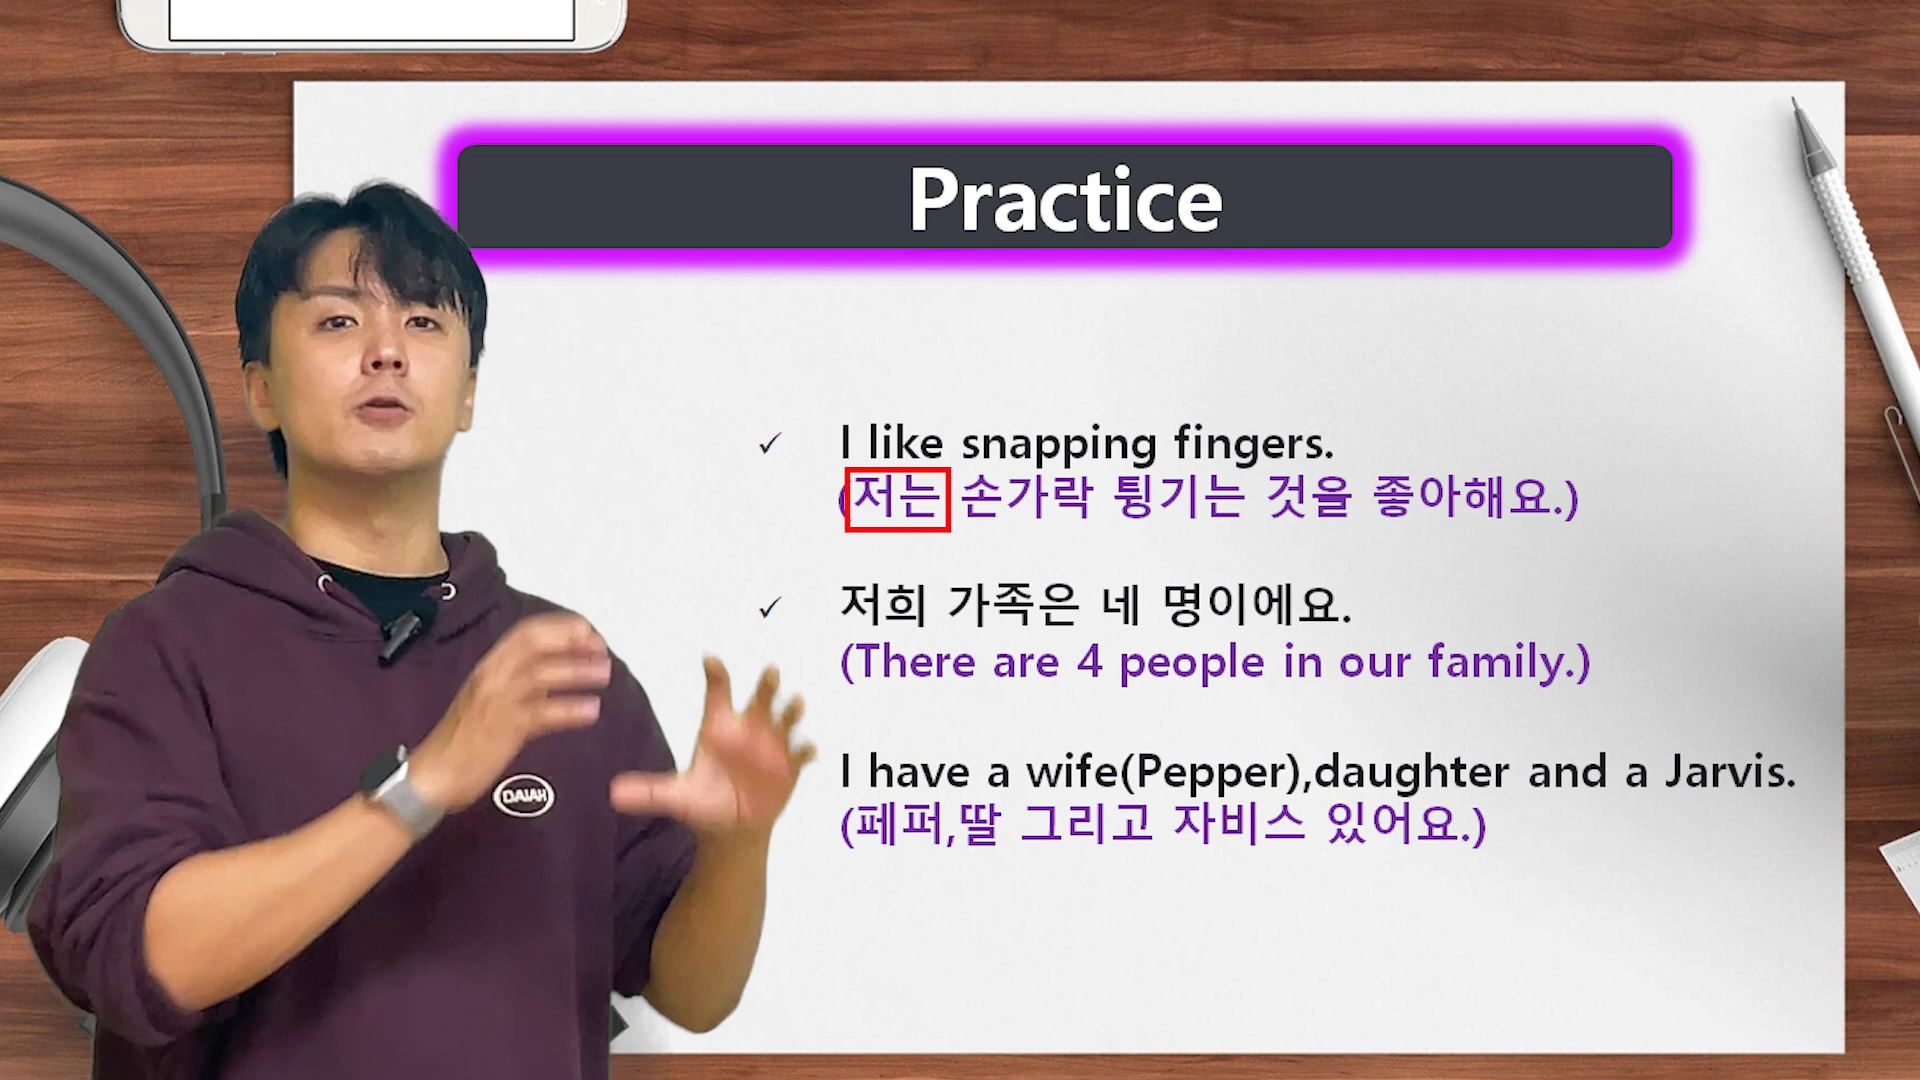 Practice
I like snapping fingers.
(저는 손가락 튕기는 것을 좋아해요.)
저희 가족은 네 명이에요.
(There are 4 people in our family.)
I have a wife(Pepper),daughter and a Jarvis.
(페퍼,딸 그리고 자비스 있어요.)
DAIAH